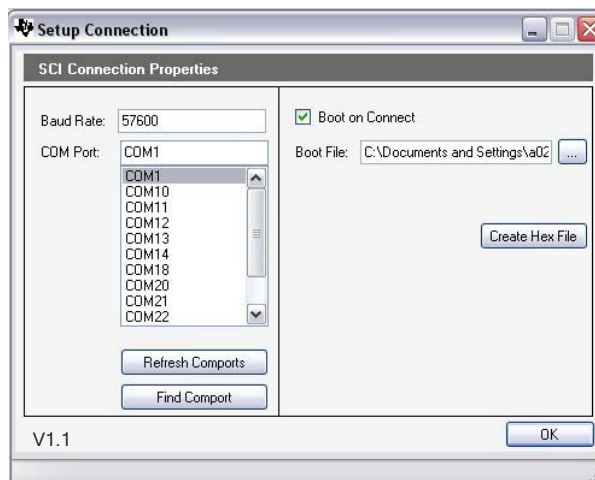 Setup Connection
SCI Connection Properties
Baud Rate: 57600
COM Port: COM1
COM1
COM10
COM11
COM12
COM13
COM14
COM18
COM20
COM21
COM22
Refresh Comports
Find Comport
Boot on Connect
Boot File: C:\Documents and Settings\a02 ...
Create Hex File
V1.1
OK